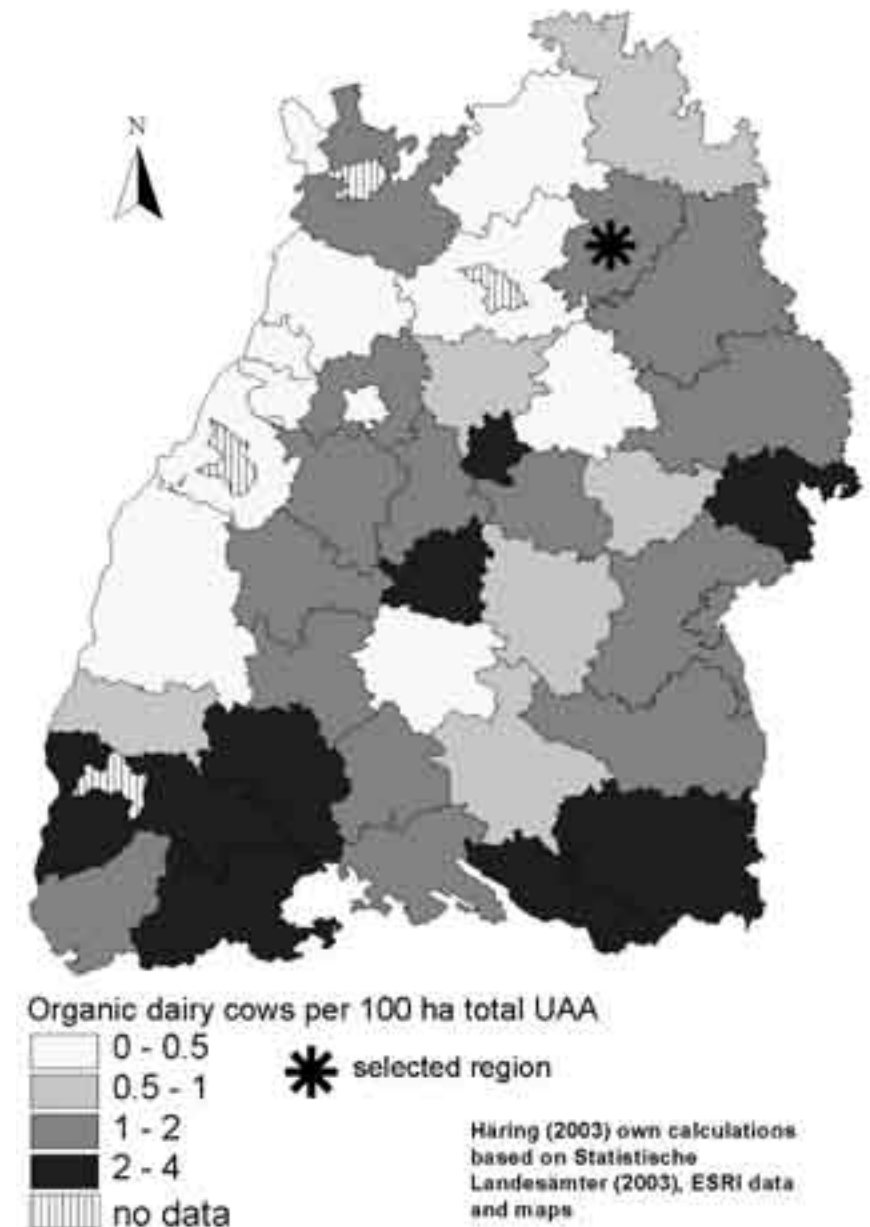 N
Organic dairy cows per 100 ha total UAA
0 - 0.5
0.5 - 1
1 - 2
2 - 4
no data
selected region
Häring (2003) own calculations
based on Statistische
Landesämter (2003), ESRI data
and maps